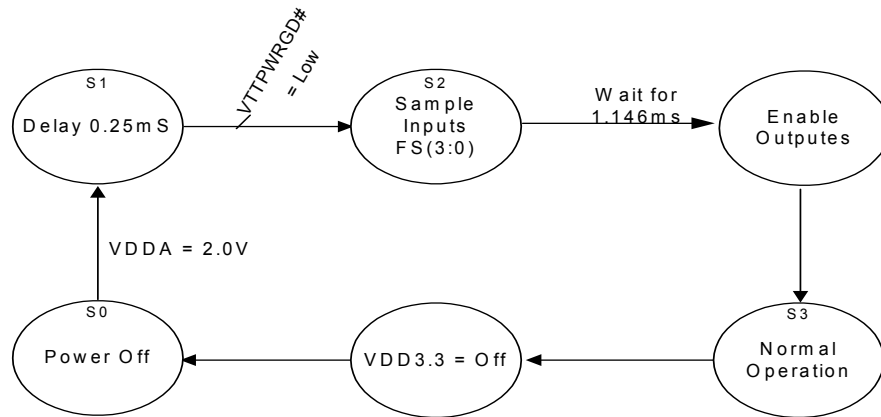 S1
Delay 0.25mS
VTTPWRGD#
= Low
S2
Sample
Inputs
FS(3:0)
Wait for
1.146ms
Enable
Outputes
VDDA = 2.0V
S0
Power Off
VDD3.3 = Off
S3
Normal
Operation